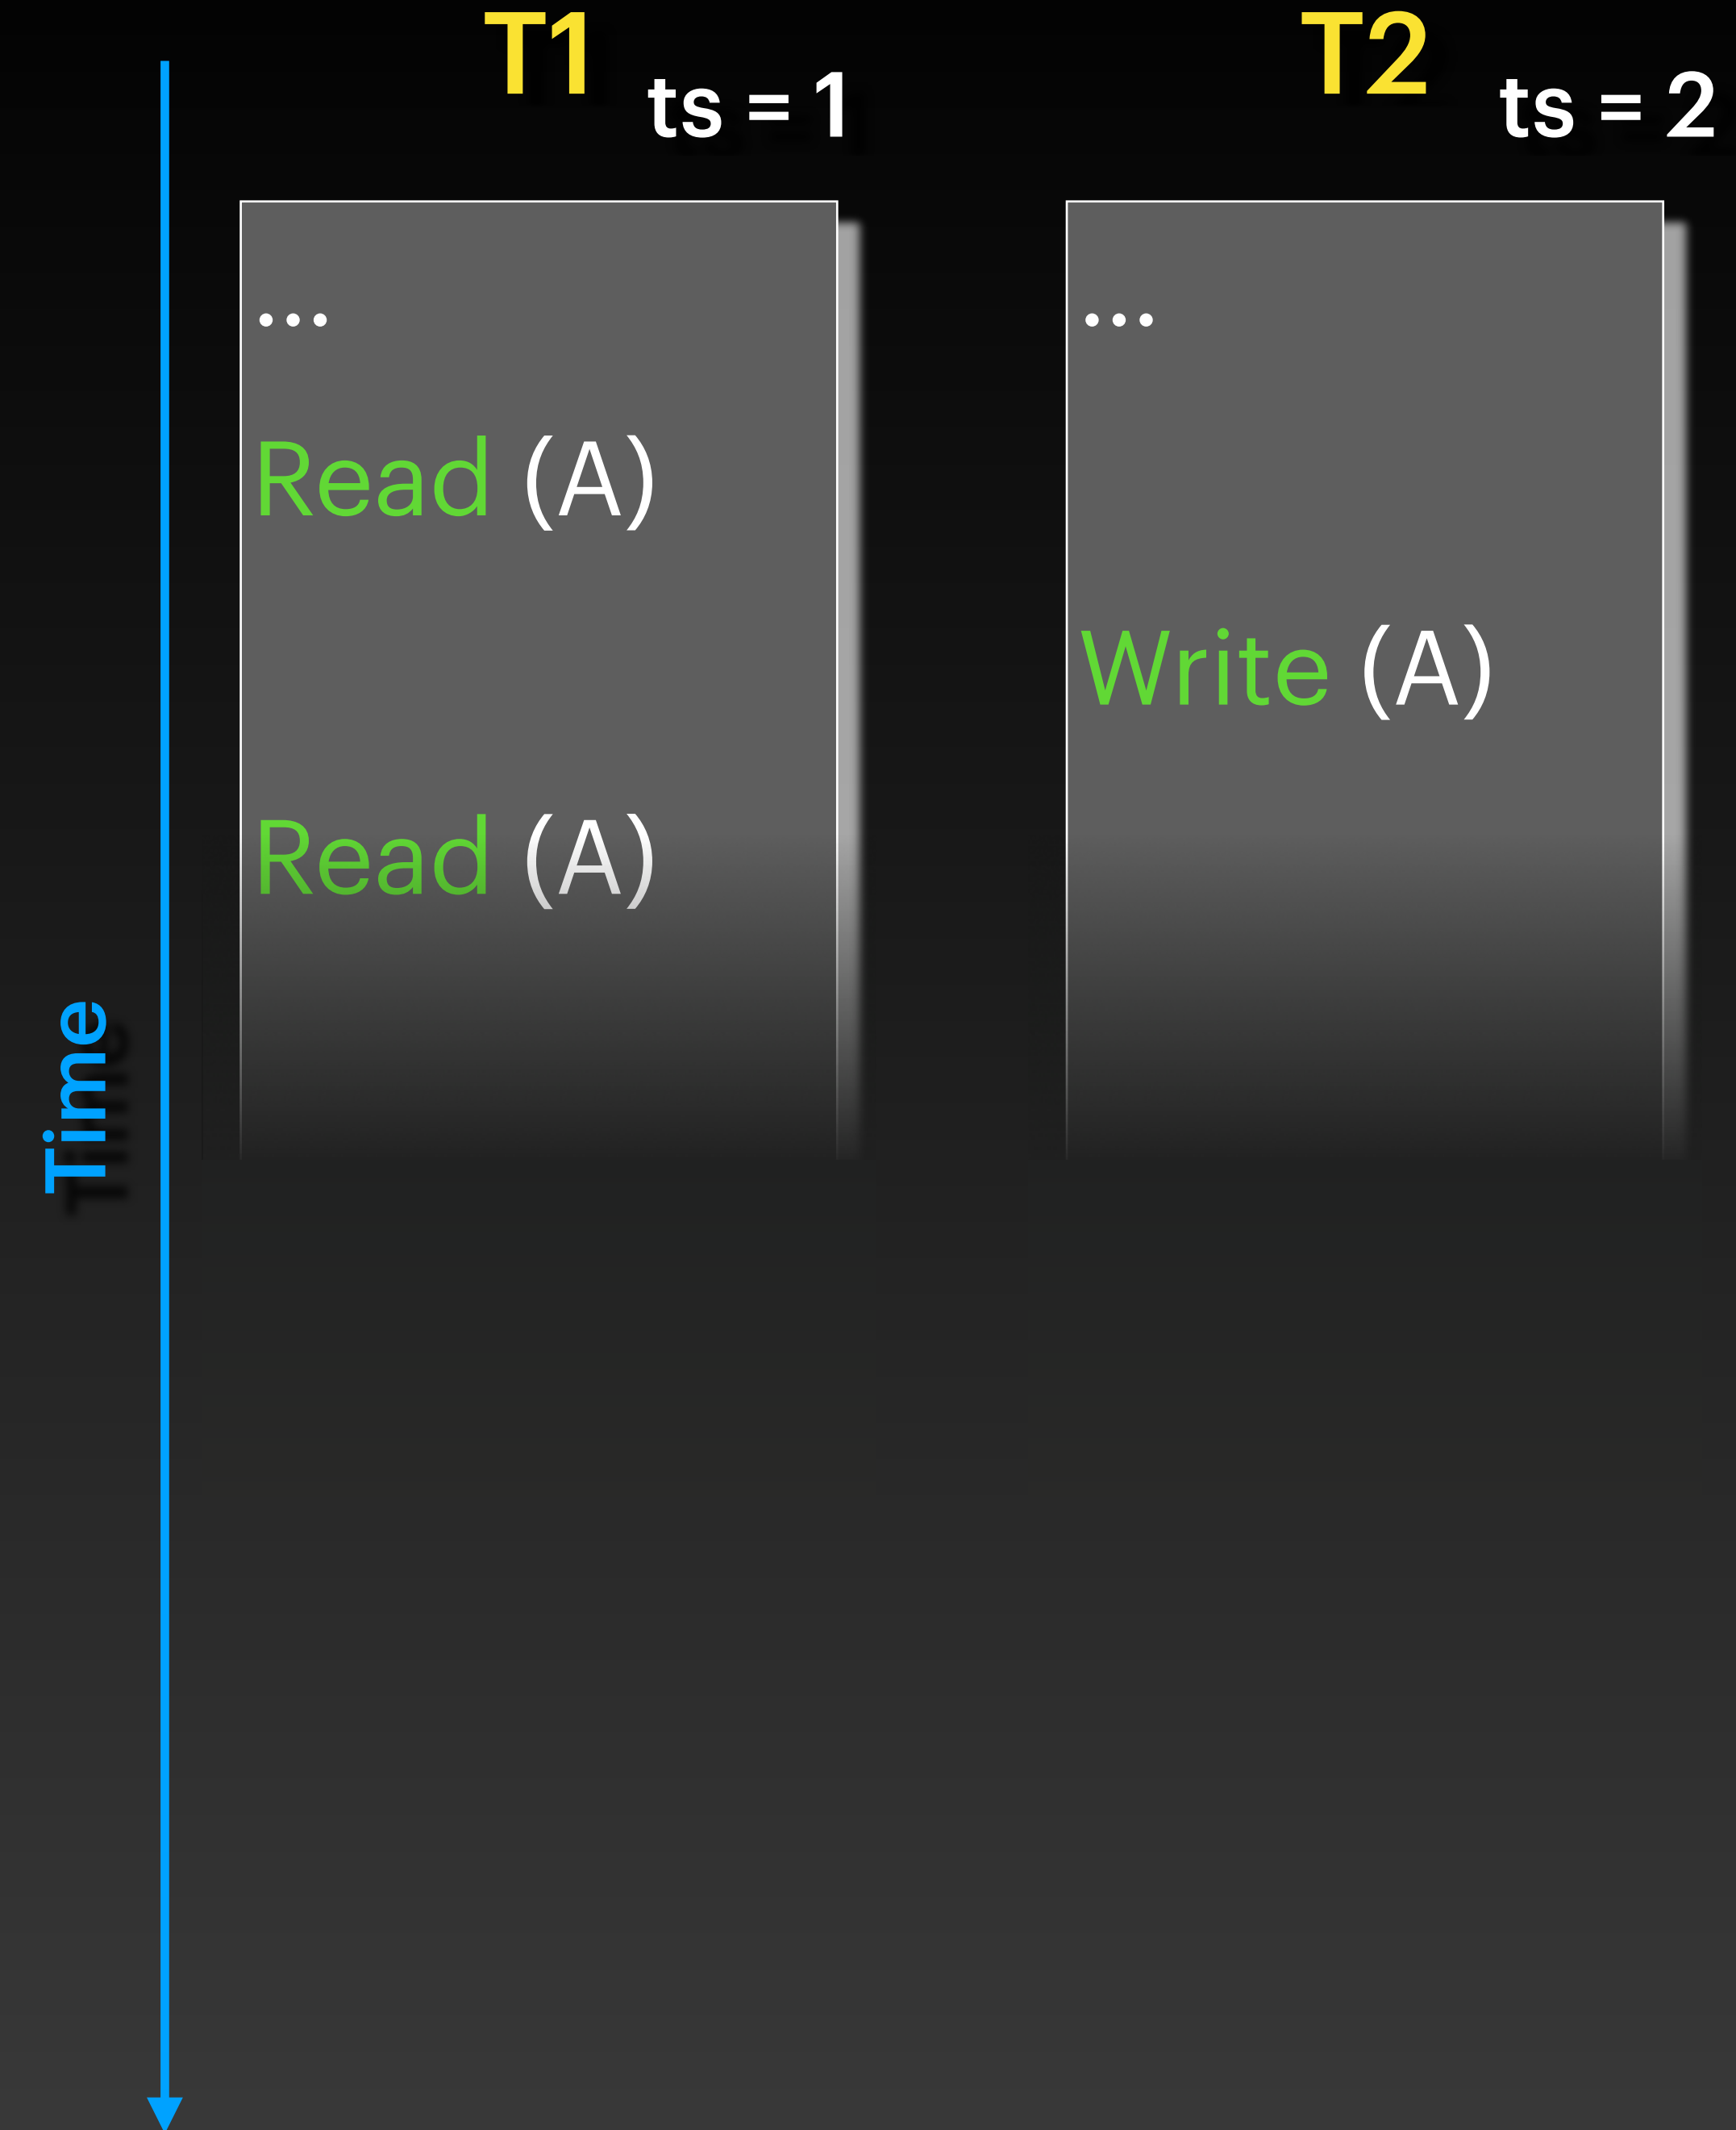 T1 ts = 1
T2 ts = 2
...
Read (A)
Read (A)
...
Write (A)
Time